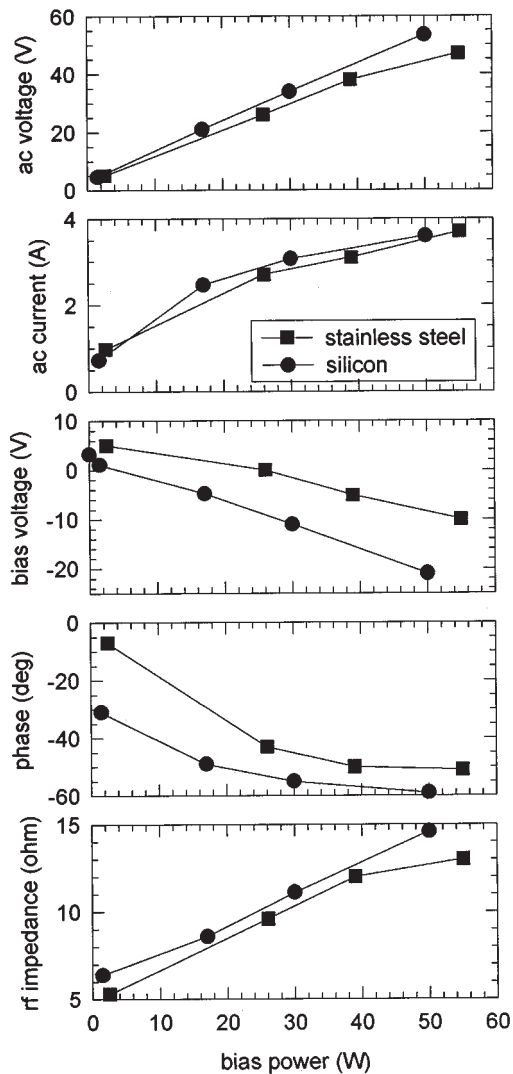 ac voltage (V)
60
40
20
0
ac current (A)
4
2
0
stainless steel
silicon
bias voltage (V)
10
0
-10
-20
phase (deg)
0
-20
-40
-60
rf impedance (ohm)
15
10
5
0 10 20 30 40 50 60
bias power (W)